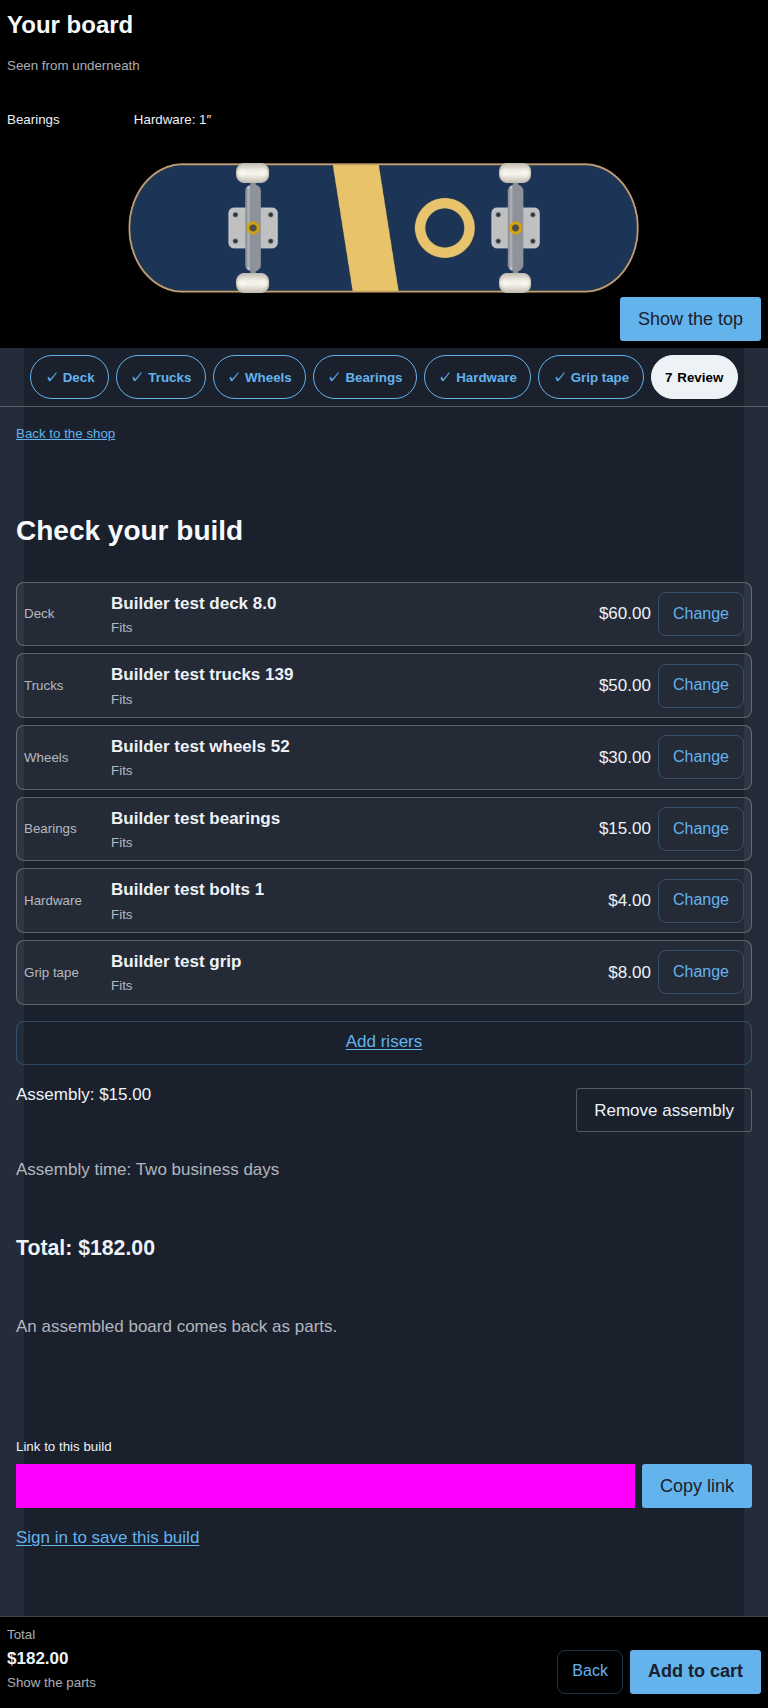 Your board
Seen from underneath
Bearings
Hardware: 1″
Show the top
✓ Deck
✓ Trucks
✓ Wheels
✓ Bearings
✓ Hardware
✓ Grip tape
7 Review
Back to the shop
Check your build
Deck
Builder test deck 8.0
Fits
$60.00
Change
Trucks
Builder test trucks 139
Fits
$50.00
Change
Wheels
Builder test wheels 52
Fits
$30.00
Change
Bearings
Builder test bearings
Fits
$15.00
Change
Hardware
Builder test bolts 1
Fits
$4.00
Change
Grip tape
Builder test grip
Fits
$8.00
Change
Add risers
Assembly: $15.00
Remove assembly
Assembly time: Two business days
Total: $182.00
An assembled board comes back as parts.
Link to this build
Copy link
Sign in to save this build
Total
$182.00
Show the parts
Back
Add to cart